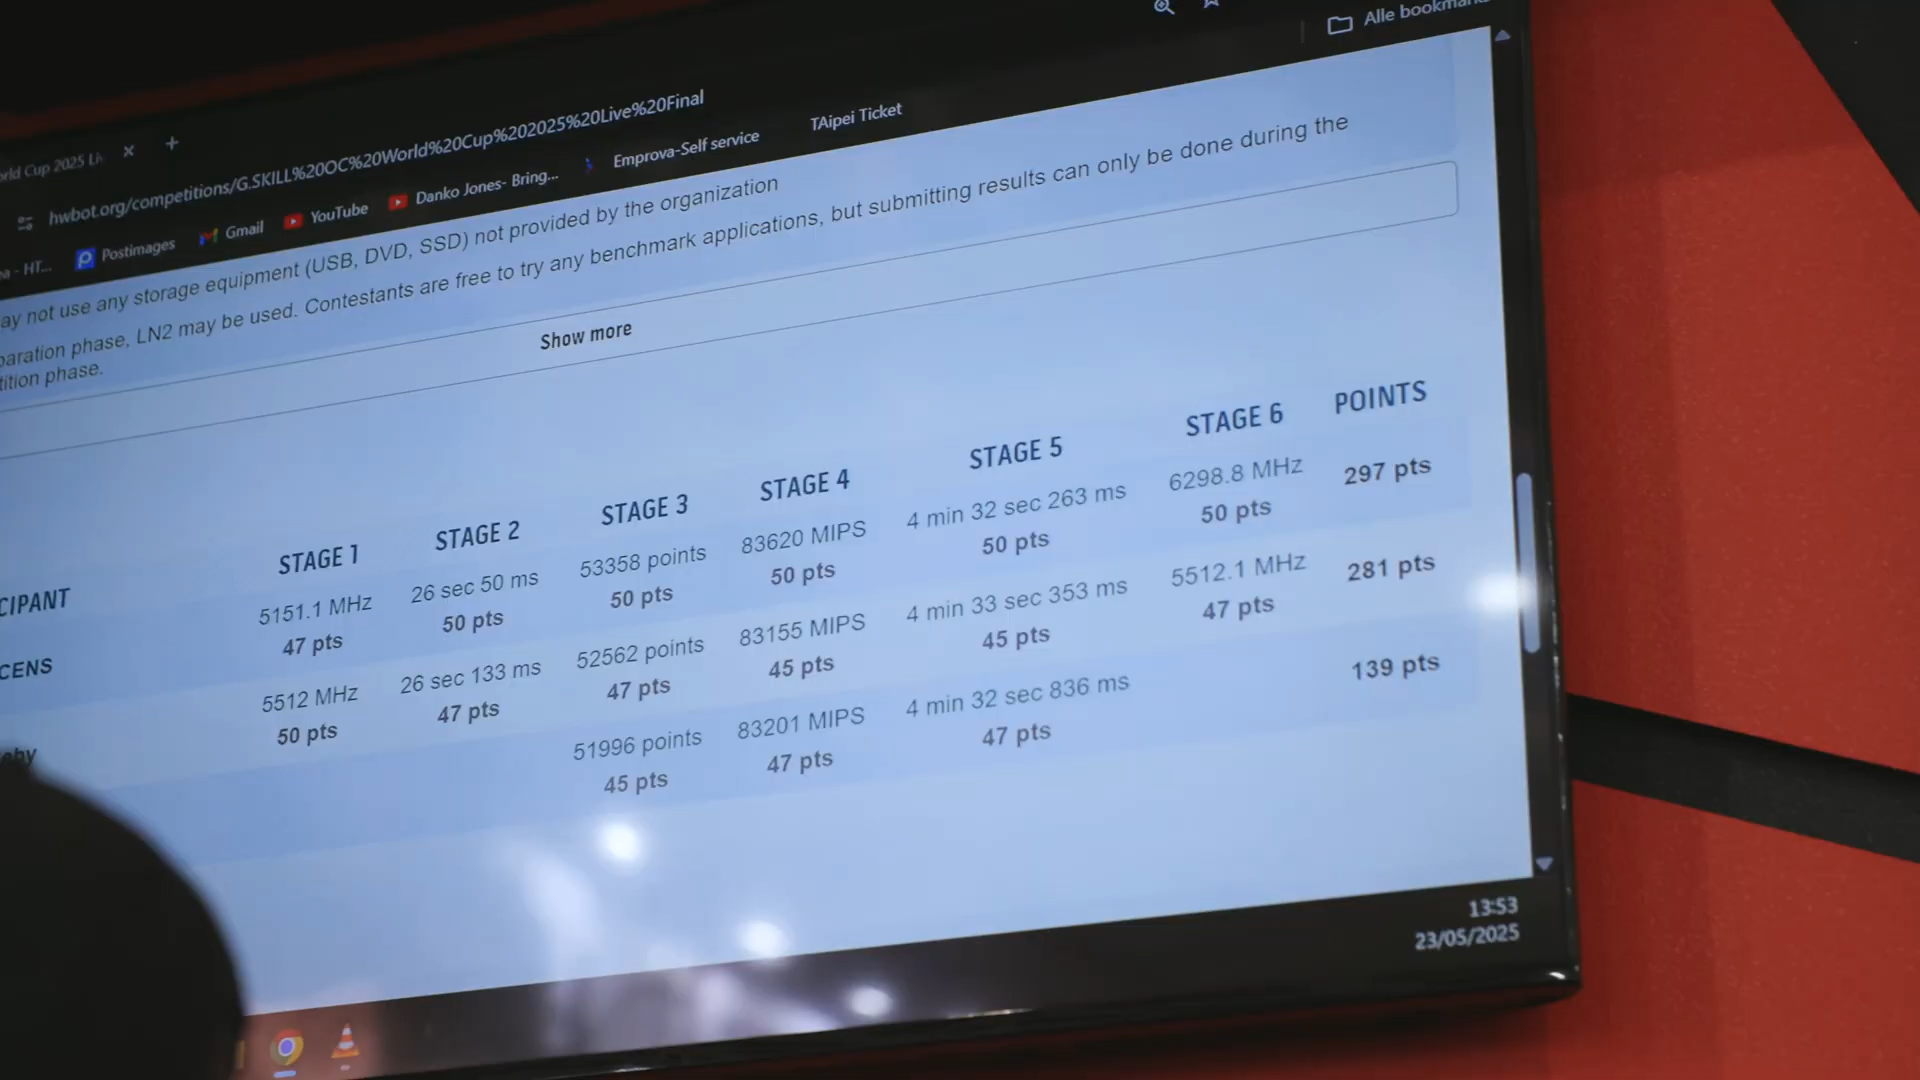 Alle bookmark
orld Cup 2025 Li
hwbot.org/competitions/G.SKILL%20OC%20World%20Cup%202025%20Live%20Final
a - HT...
Postimages
Gmail
YouTube
Danko Jones- Bring...
Emprova-Self service
TAipei Ticket
ay not use any storage equipment (USB, DVD, SSD) not provided by the organization
paration phase, LN2 may be used. Contestants are free to try any benchmark applications, but submitting results can only be done during the
tition phase.
Show more
CIPANT STAGE 1 STAGE 2 STAGE 3 STAGE 4 STAGE 5 STAGE 6 POINTS
CENS 5151.1 MHz 26 sec 50 ms 53358 points 83620 MIPS 4 min 32 sec 263 ms 6298.8 MHz 297 pts
47 pts 50 pts 50 pts 50 pts 50 pts 50 pts
5512 MHz 26 sec 133 ms 52562 points 83155 MIPS 4 min 33 sec 353 ms 5512.1 MHz 281 pts
50 pts 47 pts 47 pts 45 pts 45 pts 47 pts
51996 points 83201 MIPS 4 min 32 sec 836 ms 139 pts
45 pts 47 pts 47 pts
13:53
23/05/2025